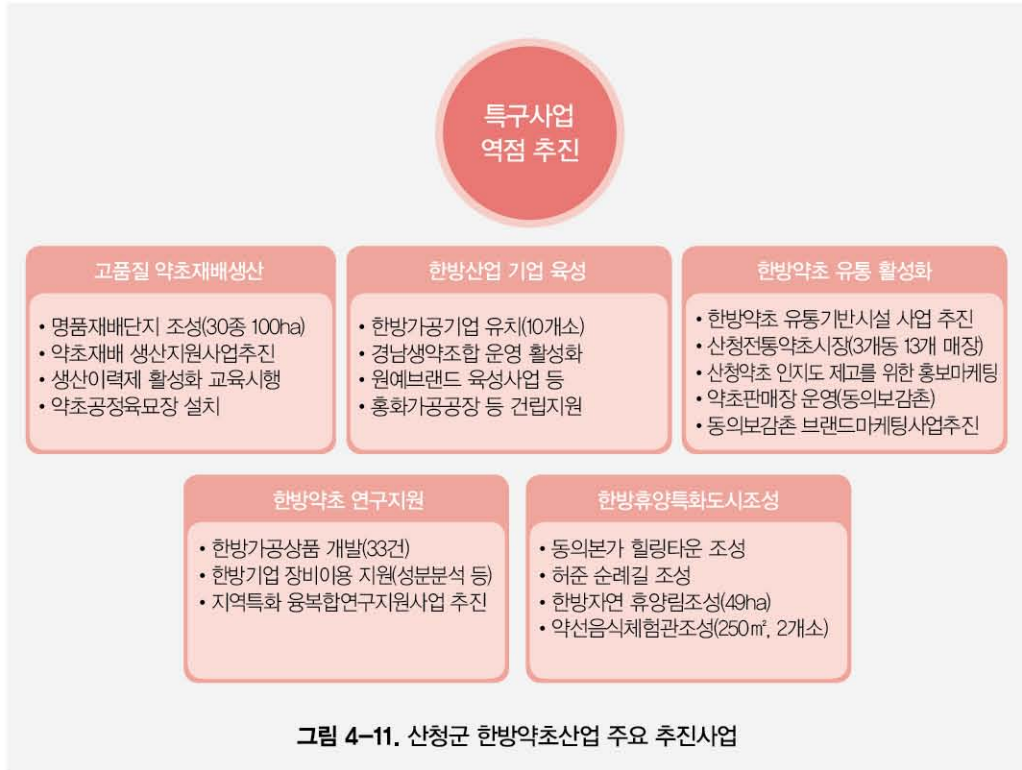 특구사업
역점 추진
고품질 약초재배생산
• 명품재배단지 조성(30종 100ha)
• 약초재배 생산지원사업추진
• 생산이력제 활성화 교육시행
• 약초공정육묘장 설치
한방산업 기업 육성
• 한방가공기업 유치(10개소)
• 경남생약조합 운영 활성화
• 원예브랜드 육성사업 등
• 홍화가공공장 등 건립지원
한방약초 유통 활성화
• 한방약초 유통기반시설 사업 추진
• 산청전통약초시장(3개동 13개 매장)
• 산청약초 인지도 제고를 위한 홍보마케팅
• 약초판매장 운영(동의보감촌)
• 동의보감촌 브랜드마케팅사업추진
한방약초 연구지원
• 한방가공상품 개발(33건)
• 한방기업 장비이용 지원(성분분석 등)
• 지역특화 융복합연구지원사업 추진
한방휴양특화도시조성
• 동의본가 힐링타운 조성
• 허준 순례길 조성
• 한방자연 휴양림조성(49ha)
• 약선음식체험관조성(250㎡, 2개소)
그림 4-11. 산청군 한방약초산업 주요 추진사업